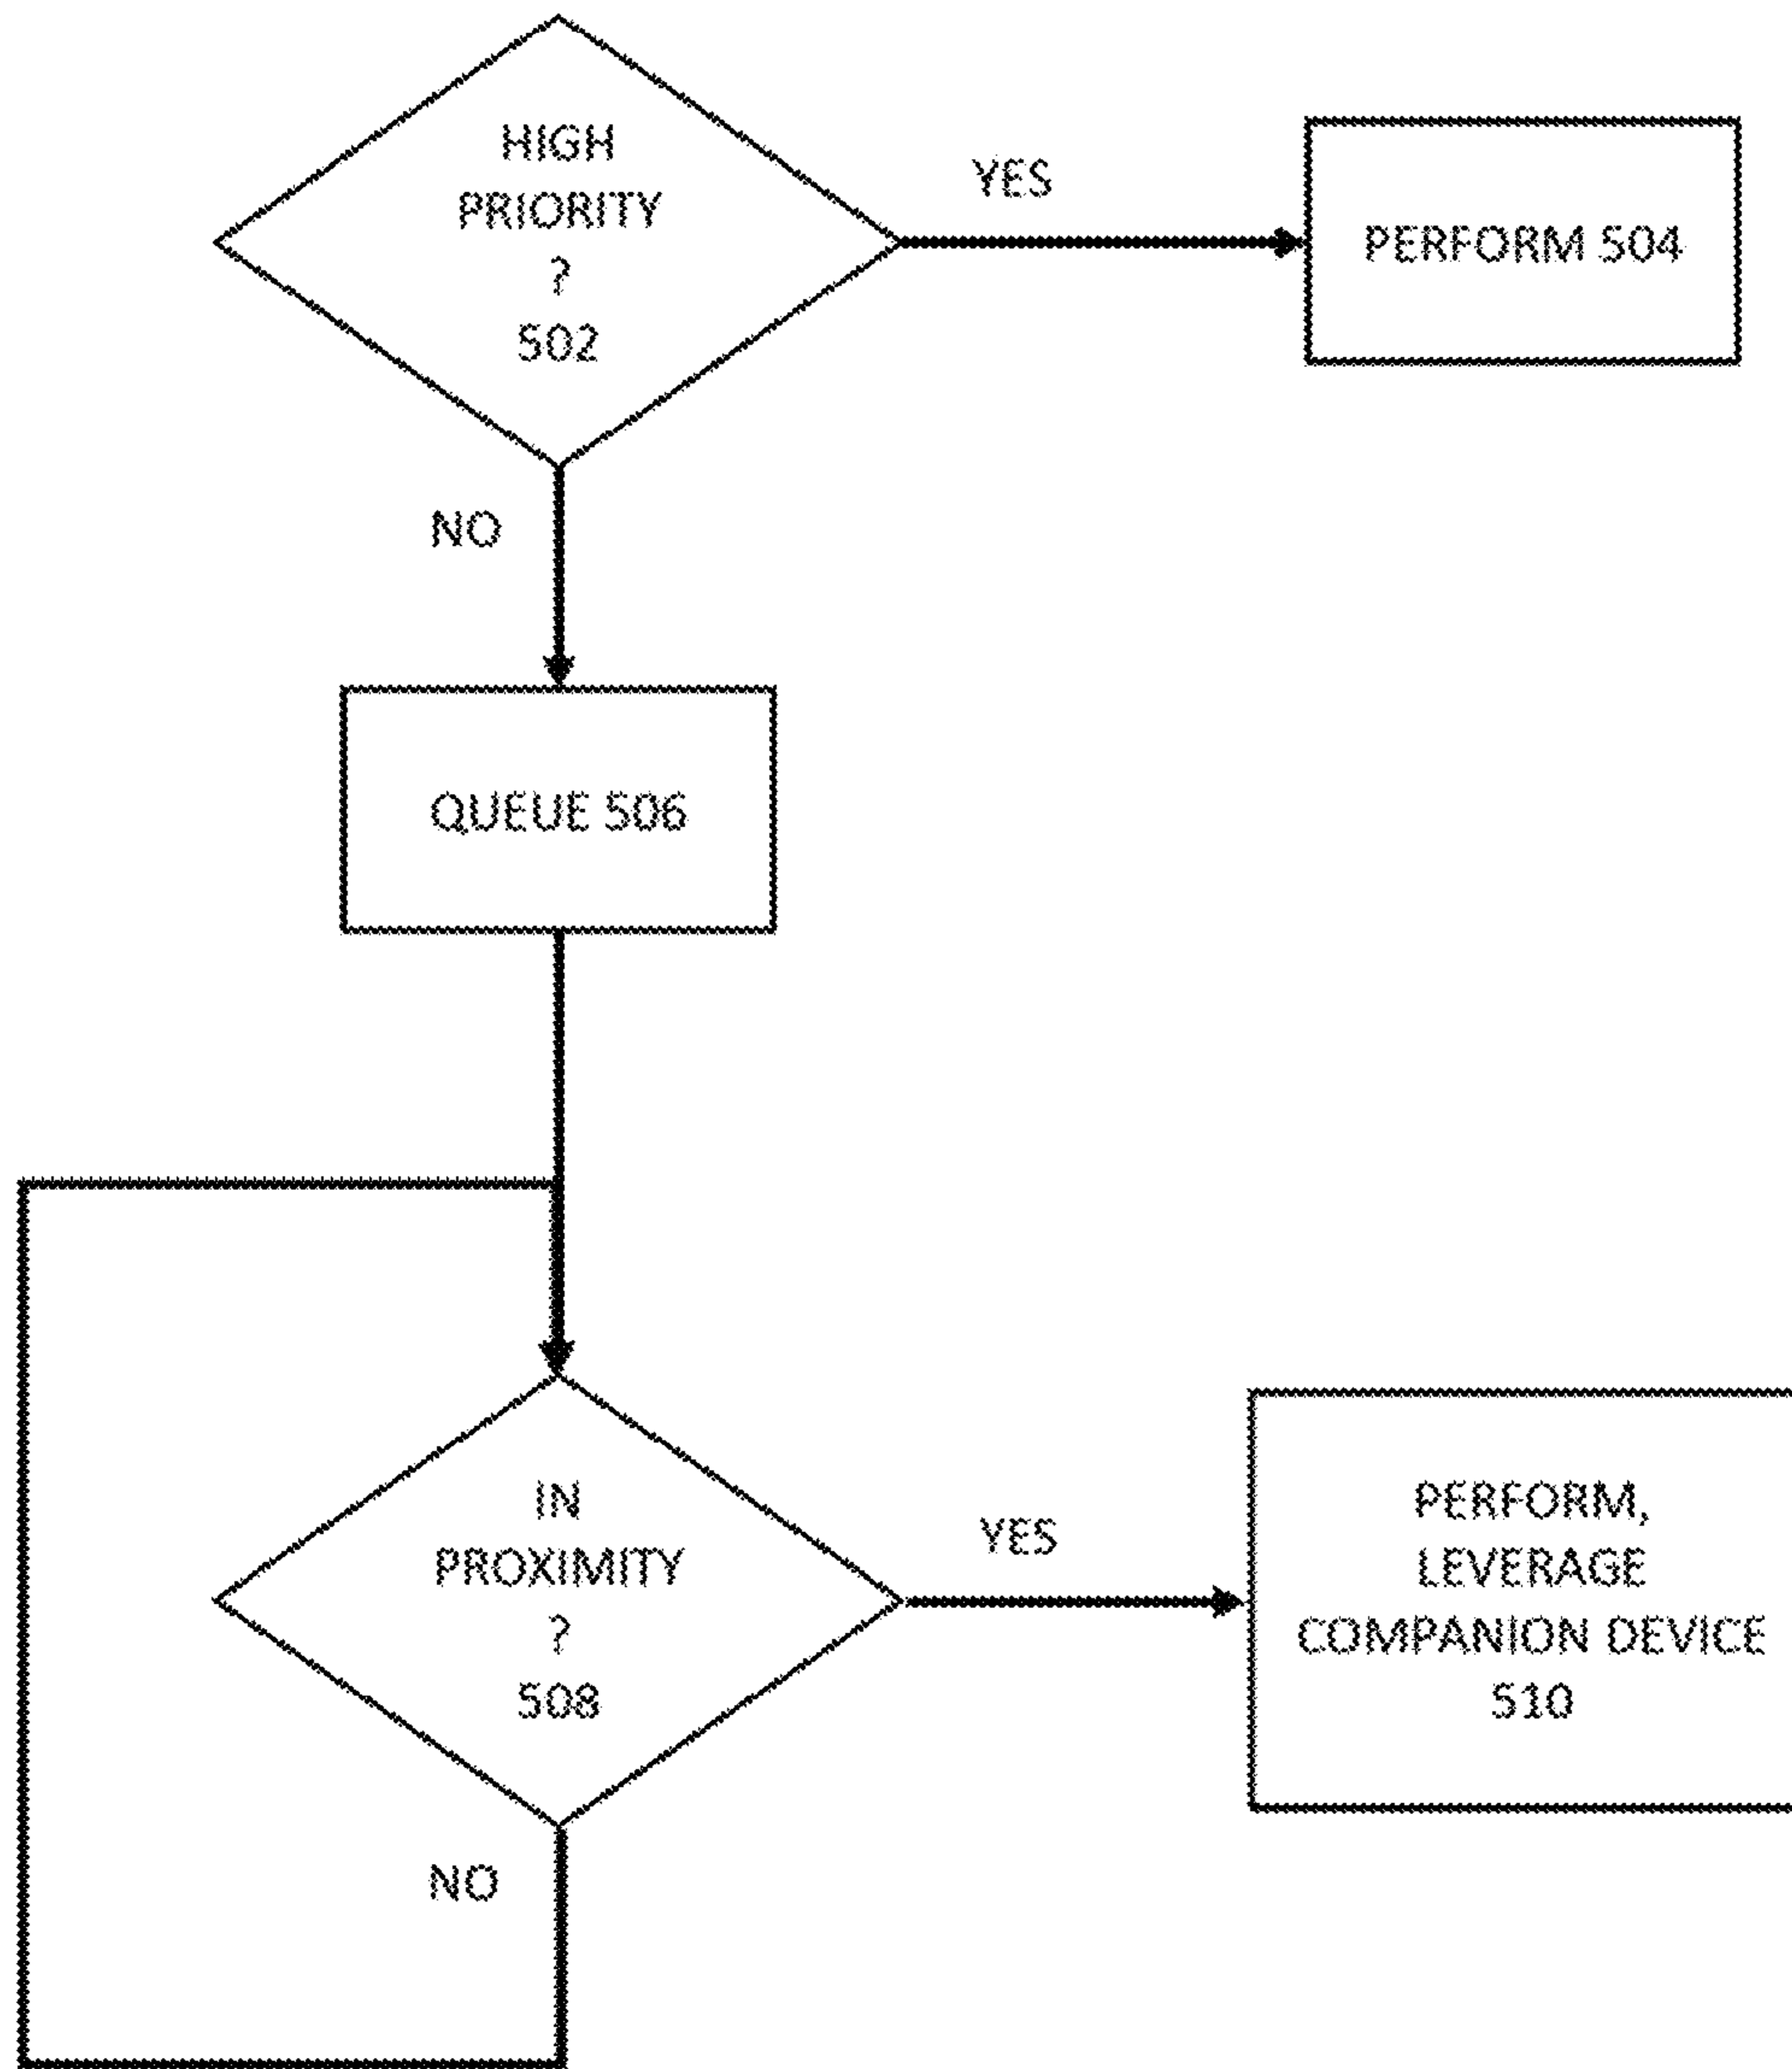 HIGH
PRIORITY
?
502
YES
PERFORM 504
NO
QUEUE 506
IN
PROXIMITY
?
508
YES
PERFORM,
LEVERAGE
COMPANION DEVICE
510
NO